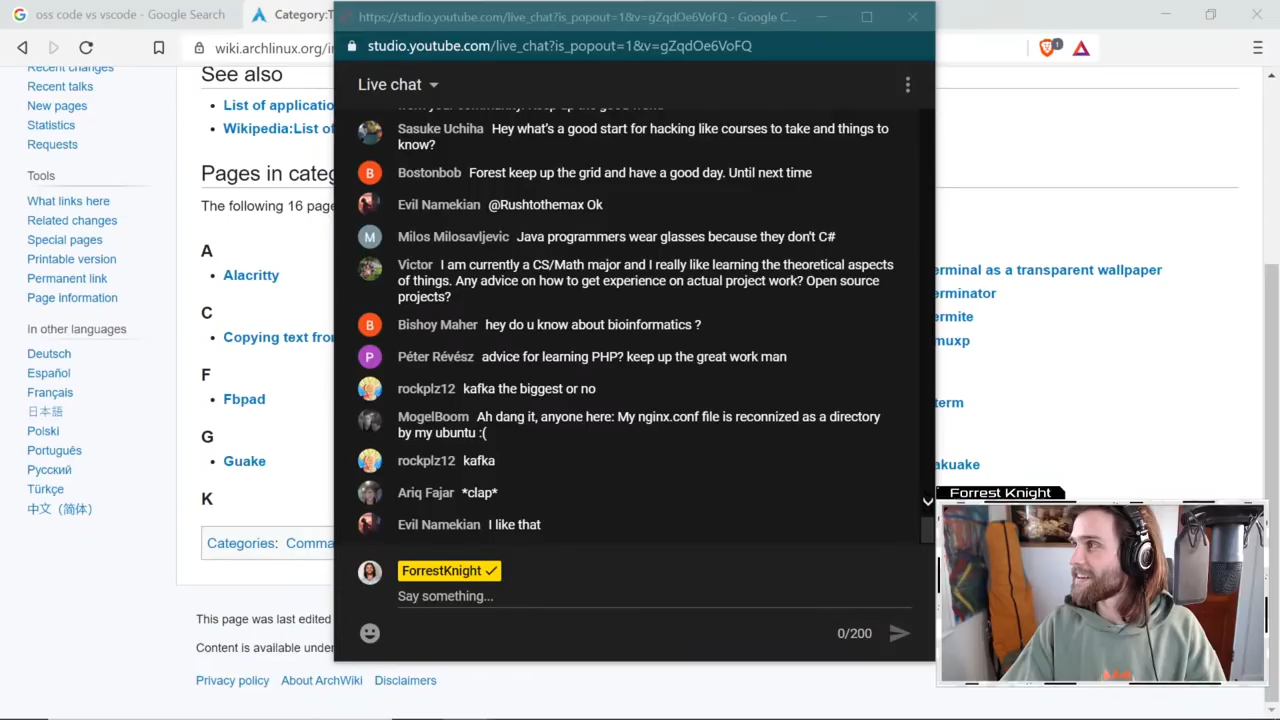 oss code vs vscode - Google Search
Category:T
https://studio.youtube.com/live_chat?is_popout=1&v=gZqdOe6VoFQ - Google C...
wiki.archlinux.org/i
studio.youtube.com/live_chat?is_popout=1&v=gZqdOe6VoFQ
1
Recent changes
Recent talks
New pages
Statistics
Requests
Tools
What links here
Related changes
Special pages
Printable version
Permanent link
Page information
In other languages
Deutsch
Español
Français
日本語
Polski
Português
Русский
Türkçe
中文（简体）
See also
List of applicatio
Wikipedia:List of
Pages in categ
The following 16 page
A
Alacritty
C
Copying text fro
F
Fbpad
G
Guake
K
Categories: Comma
This page was last edited
Content is available unde
Privacy policy About ArchWiki Disclaimers
Live chat
Sasuke Uchiha Hey what's a good start for hacking like courses to take and things to
know?
Bostonbob Forest keep up the grid and have a good day. Until next time
B
Evil Namekian @Rushtothemax Ok
Milos Milosavljevic Java programmers wear glasses because they don't C#
M
Victor I am currently a CS/Math major and I really like learning the theoretical aspects
of things. Any advice on how to get experience on actual project work? Open source
projects?
Bishoy Maher hey do u know about bioinformatics ?
B
Péter Révész advice for learning PHP? keep up the great work man
P
rockplz12 kafka the biggest or no
MogelBoom Ah dang it, anyone here: My nginx.conf file is reconnized as a directory
by my ubuntu :(
rockplz12 kafka
Ariq Fajar *clap*
Evil Namekian I like that
ForrestKnight
Say something...
0/200
erminal as a transparent wallpaper
erminator
ermite
muxp
term
akuake
Forrest Knight